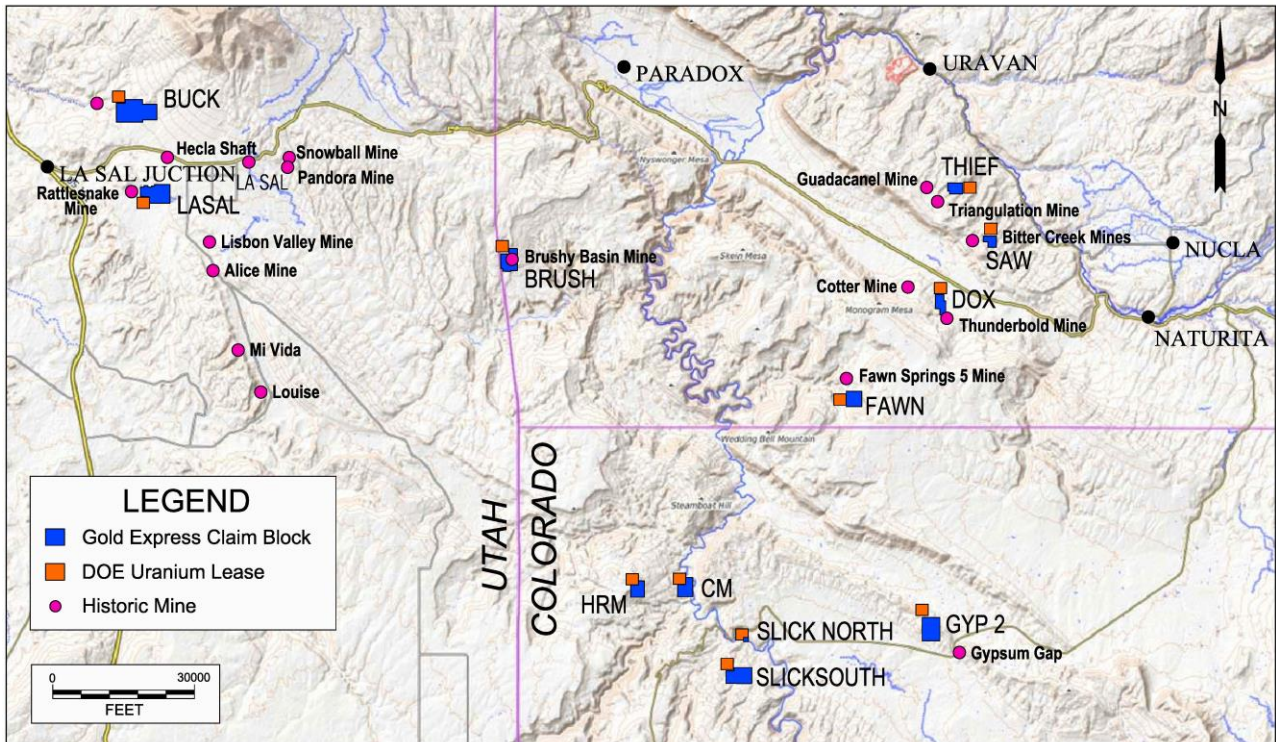 PARADOX
URAVAN
N
BUCK
Nyswonger Mesa
Hecla Shaft
Snowball Mine
LA SAL JUCTION
LA SAL
Pandora Mine
THIEF
Guadacanel Mine
Rattlesnake
Mine
LASAL
Triangulation Mine
Lisbon Valley Mine
Bitter Creek Mines
NUCLA
Brushy Basin Mine
Skein Mesa
SAW
Alice Mine
BRUSH
Cotter Mine
DOX
Monogram Mesa
Thunderbold Mine
NATURITA
Mi Vida
Fawn Springs 5 Mine
Louise
FAWN
Wedding Bell Mountain
UTAH
COLORADO
Steamboat Hill
LEGEND
Gold Express Claim Block
DOE Uranium Lease
Historic Mine
HRM
CM
SLICK NORTH
GYP 2
Gypsum Gap
SLICKSOUTH
0 30000
FEET